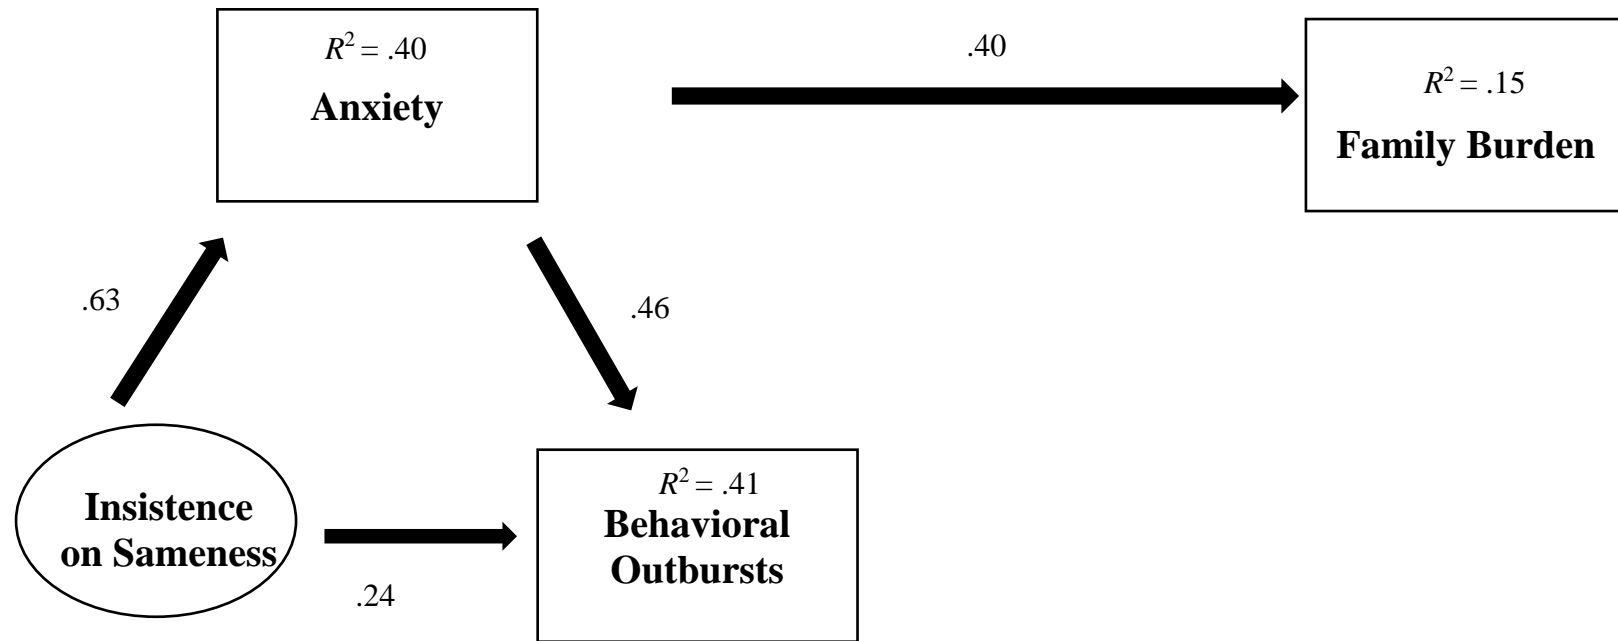 R² = .40
Anxiety
.40
R² = .15
Family Burden
.63
.46
Insistence
on Sameness
.24
R² = .41
Behavioral
Outbursts